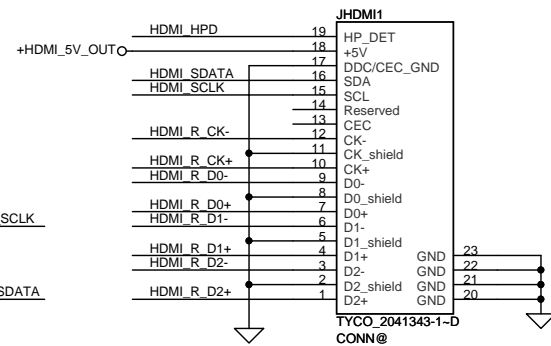 JHDMI1
HDMI_HPD 19 HP_DET
+HDMI_5V_OUT 18 +5V
17 DDC/CEC_GND
HDMI_SDATA 16 SDA
HDMI_SCLK 15 SCL
14 Reserved
13 CEC
HDMI_R_CK- 12 CK-
11 CK_shield
HDMI_R_CK+ 10 CK+
HDMI_R_D0- 9 D0-
8 D0_shield
HDMI_R_D0+ 7 D0+
SCLK HDMI_R_D1- 6 D1-
5 D1_shield
HDMI_R_D1+ 4 D1+ GND 23
HDMI_R_D2- 3 D2- GND 22
2 D2_shield GND 21
SDATA HDMI_R_D2+ 1 D2+ GND 20
TYCO_2041343-1~D
CONN@